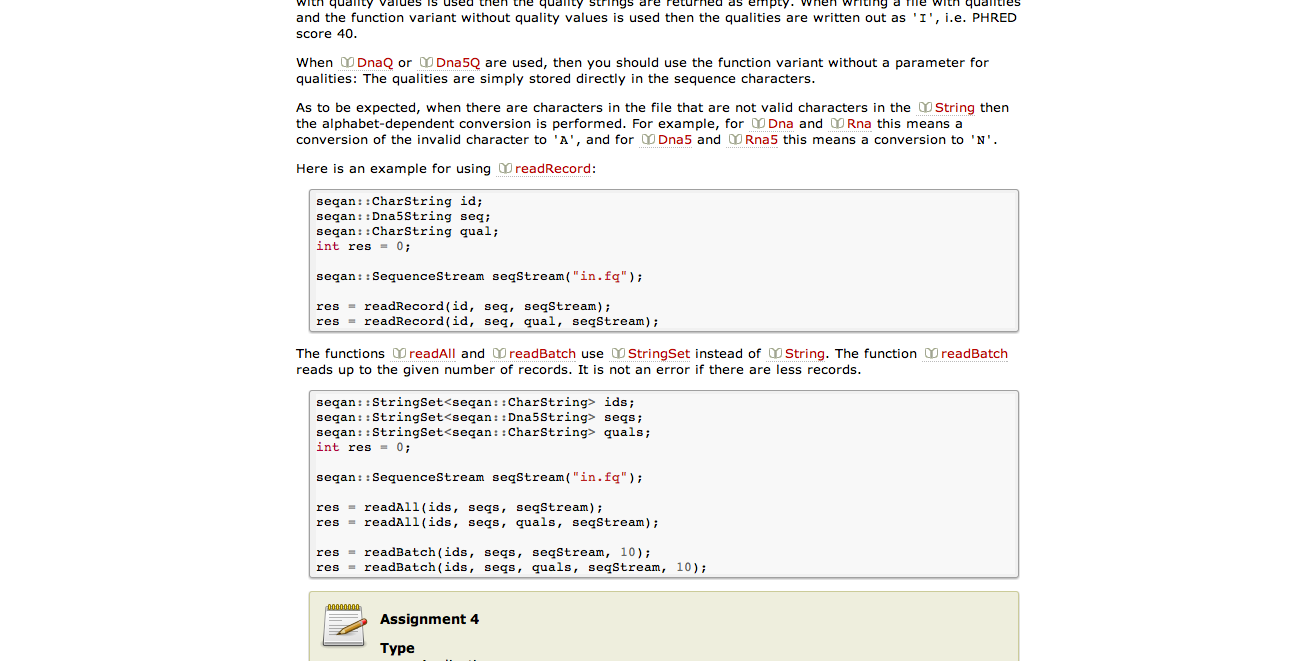 with quality values is used then the quality strings are returned as empty. When writing a file with qualities
and the function variant without quality values is used then the qualities are written out as 'I', i.e. PHRED
score 40.
When DnaQ or Dna5Q are used, then you should use the function variant without a parameter for
qualities: The qualities are simply stored directly in the sequence characters.
As to be expected, when there are characters in the file that are not valid characters in the String then
the alphabet-dependent conversion is performed. For example, for Dna and Rna this means a
conversion of the invalid character to 'A', and for Dna5 and Rna5 this means a conversion to 'N'.
Here is an example for using readRecord:
seqan::CharString id;
seqan::Dna5String seq;
seqan::CharString qual;
int res = 0;
seqan::SequenceStream seqStream("in.fq");
res = readRecord(id, seq, seqStream);
res = readRecord(id, seq, qual, seqStream);
The functions readAll and readBatch use StringSet instead of String. The function readBatch
reads up to the given number of records. It is not an error if there are less records.
seqan::StringSet<seqan::CharString> ids;
seqan::StringSet<seqan::Dna5String> seqs;
seqan::StringSet<seqan::CharString> quals;
int res = 0;
seqan::SequenceStream seqStream("in.fq");
res = readAll(ids, seqs, seqStream);
res = readAll(ids, seqs, quals, seqStream);
res = readBatch(ids, seqs, seqStream, 10);
res = readBatch(ids, seqs, quals, seqStream, 10);
Assignment 4
Type